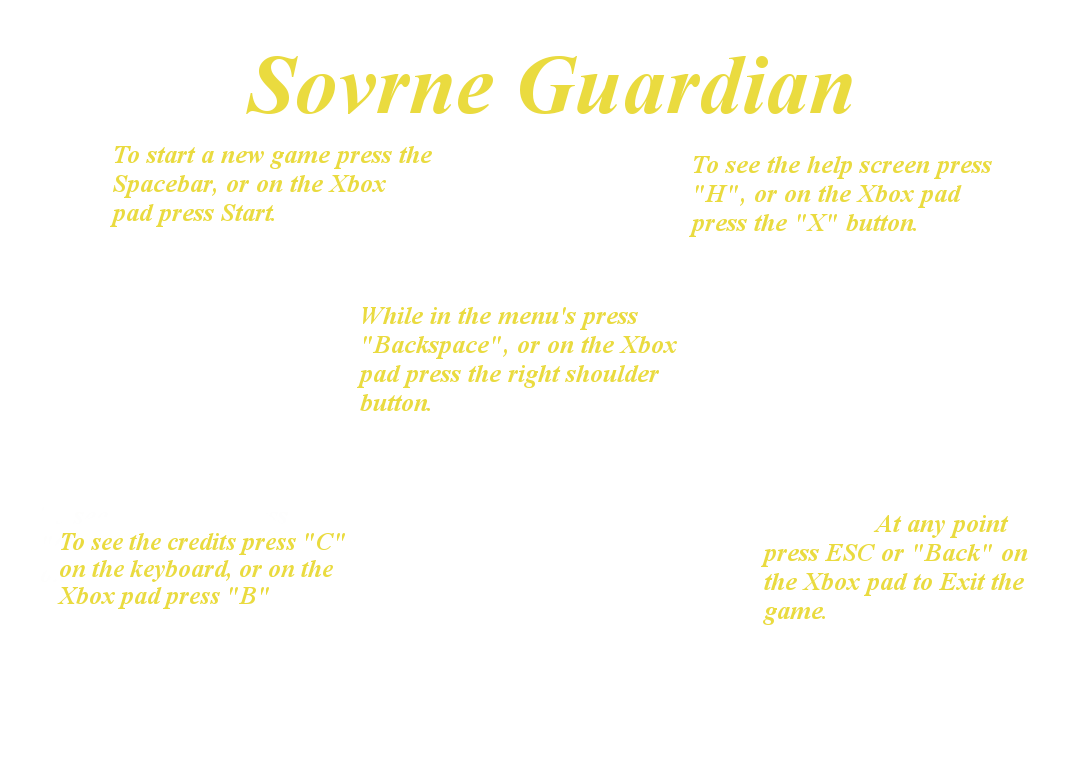 Sovrne Guardian
To start a new game press the
Spacebar, or on the Xbox
pad press Start.
To see the help screen press
"H", or on the Xbox pad
press the "X" button.
While in the menu's press
"Backspace", or on the Xbox
pad press the right shoulder
button.
To see the credits press "C"
on the keyboard, or on the
Xbox pad press "B"
At any point
press ESC or "Back" on
the Xbox pad to Exit the
game.